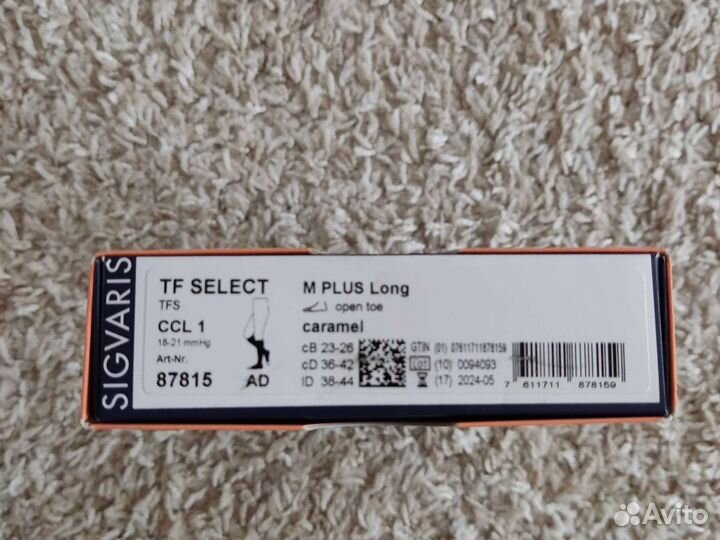 SIGVARIS
TF SELECT
TFS
CCL 1
18-21 mmHg
Art-Nr.
87815
AD
M PLUS Long
open toe
caramel
cB 23-26
cD 36-42
lD 38-44
GTIN (01) 07611711878159
LOT (10) 0094093
(17) 2024-05
7 611711 878159
Avito